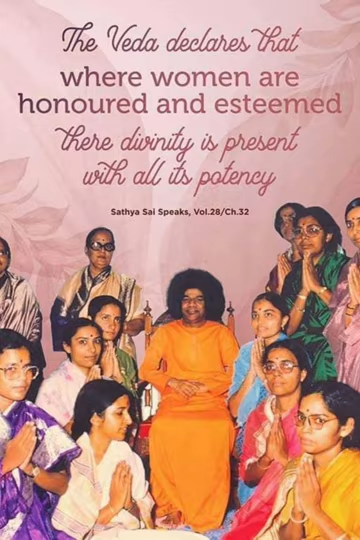 The Veda declares that
where women are
honoured and esteemed
there divinity is present
with all its potency
Sathya Sai Speaks, Vol.28/Ch.32